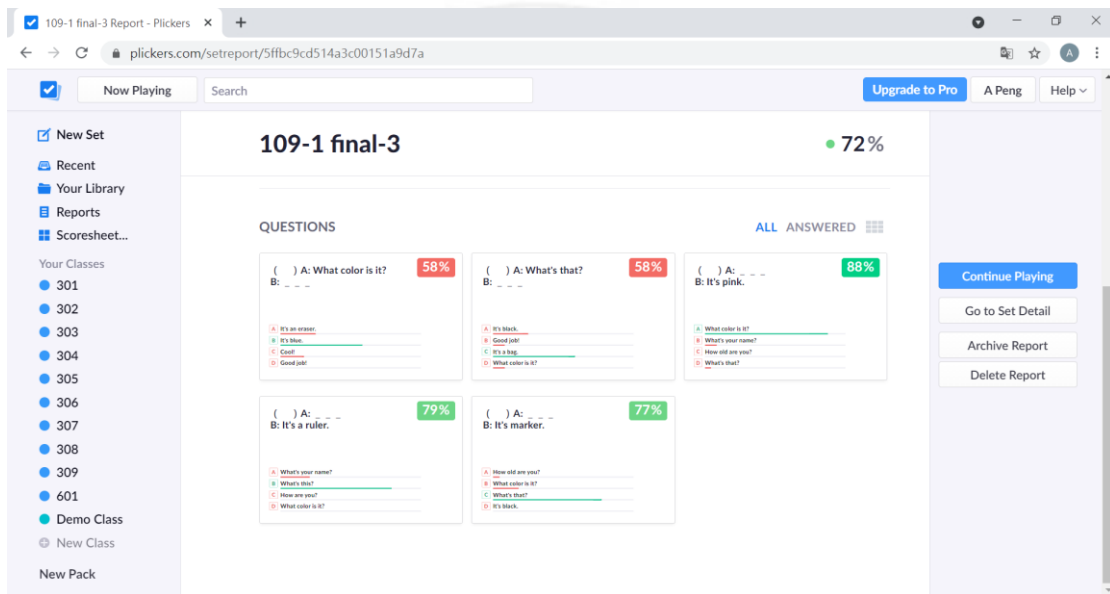 109-1 final-3 Report - Plickers
plickers.com/setreport/5ffbc9cd514a3c00151a9d7a
A
Now Playing
Search
Upgrade to Pro
A Peng
Help
New Set
Recent
Your Library
Reports
Scoresheet...
Your Classes
301
302
303
304
305
306
307
308
309
601
Demo Class
New Class
New Pack
109-1 final-3
72%
QUESTIONS
ALL ANSWERED
( ) A: What color is it?
B: _ _ _
58%
A It's an eraser.
B It's blue.
C Cool!
D Good job!
( ) A: What's that?
B: _ _ _
58%
A It's black.
B Good job!
C It's a bag.
D What color is it?
( ) A: _ _ _
B: It's pink.
88%
A What color is it?
B What's your name?
C How old are you?
D What's that?
( ) A: _ _ _
B: It's a ruler.
79%
A What's your name?
B What's this?
C How are you?
D What color is it?
( ) A: _ _ _
B: It's marker.
77%
A How old are you?
B What color is it?
C What's that?
D It's black.
Continue Playing
Go to Set Detail
Archive Report
Delete Report